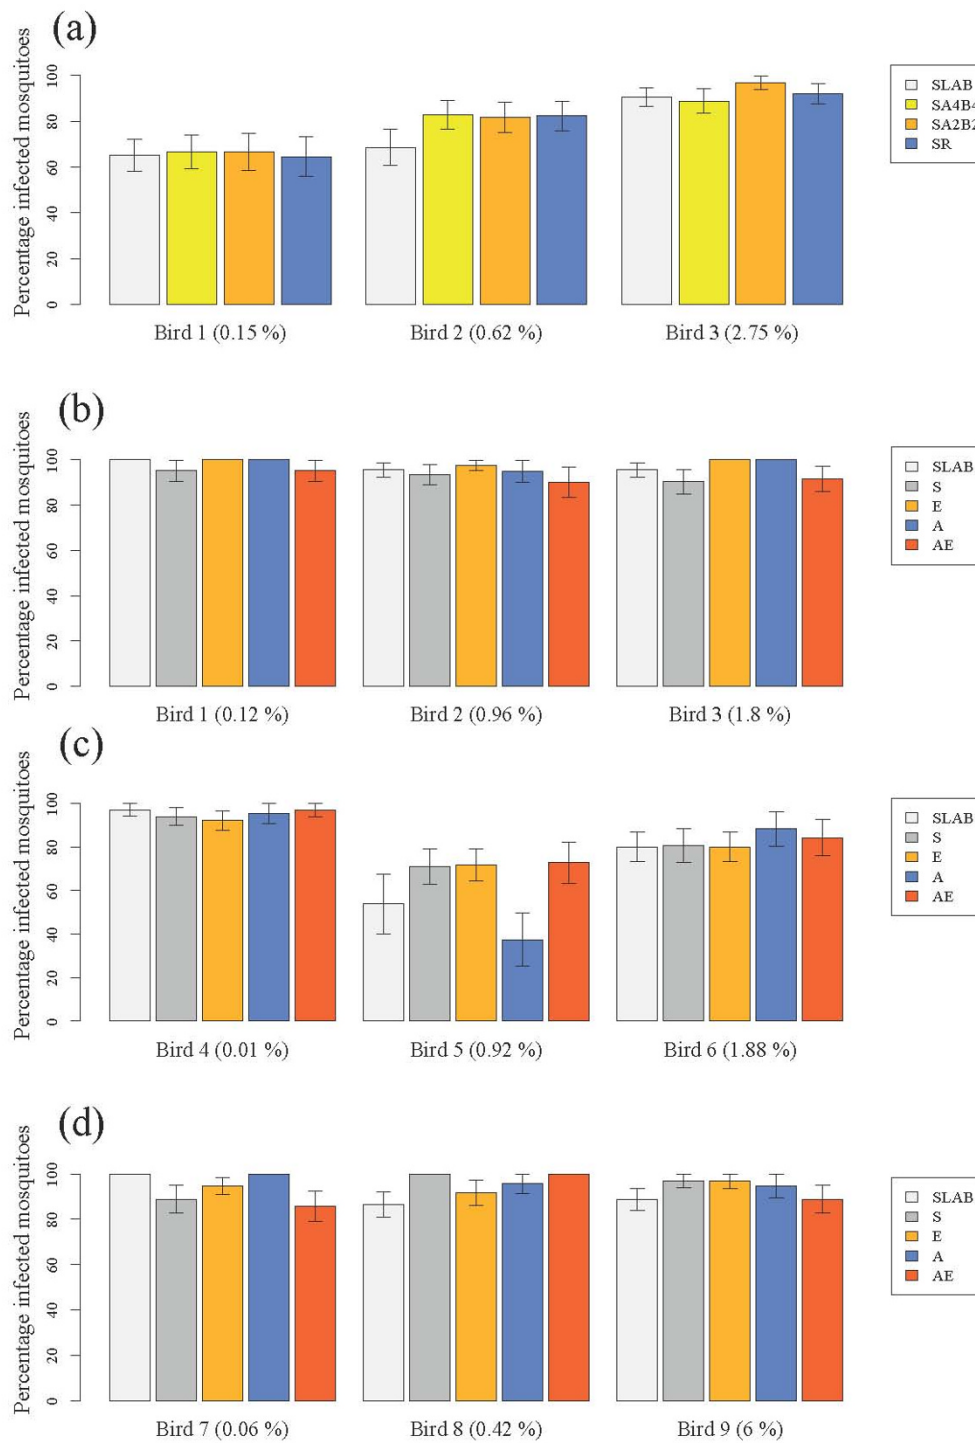 (a)
Percentage infected mosquitoes
0
20
40
60
80
100
Bird 1 (0.15 %)
Bird 2 (0.62 %)
Bird 3 (2.75 %)
SLAB
SA4B4
SA2B2
SR
(b)
Percentage infected mosquitoes
0
20
40
60
80
100
Bird 1 (0.12 %)
Bird 2 (0.96 %)
Bird 3 (1.8 %)
SLAB
S
E
A
AE
(c)
Percentage infected mosquitoes
0
20
40
60
80
100
Bird 4 (0.01 %)
Bird 5 (0.92 %)
Bird 6 (1.88 %)
SLAB
S
E
A
AE
(d)
Percentage infected mosquitoes
0
20
40
60
80
100
Bird 7 (0.06 %)
Bird 8 (0.42 %)
Bird 9 (6 %)
SLAB
S
E
A
AE